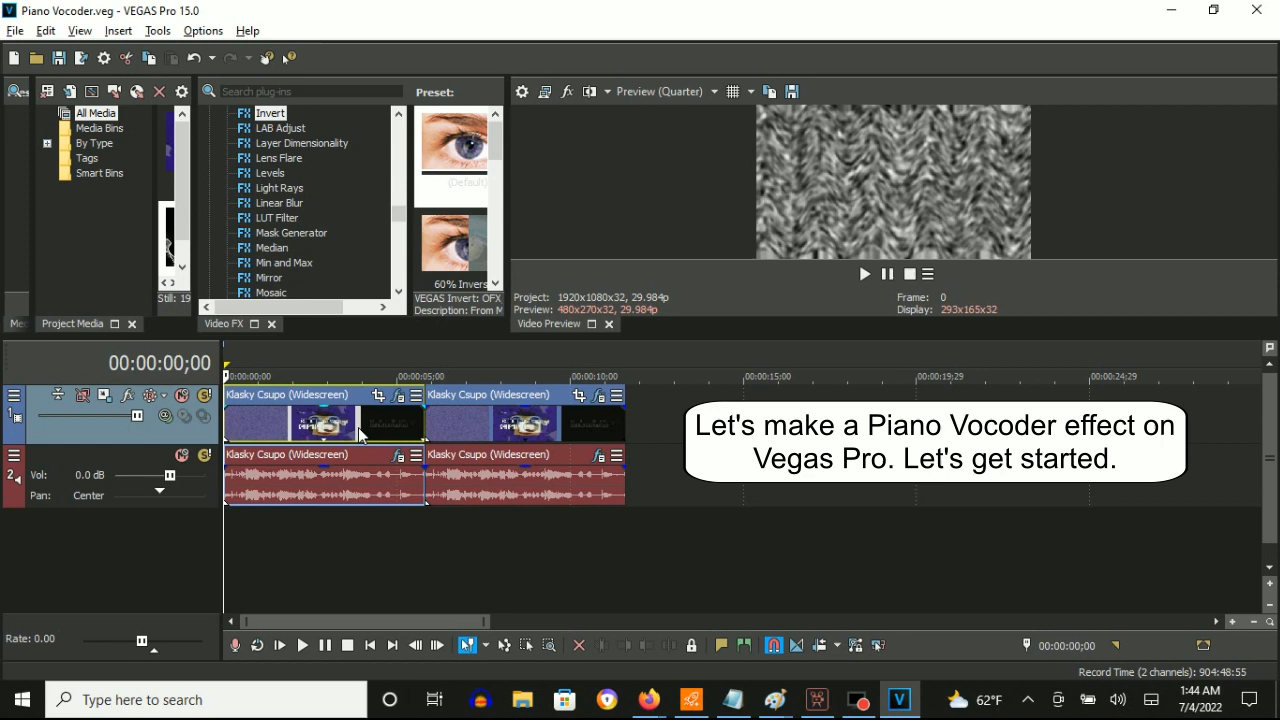 Piano Vocoder.veg - VEGAS Pro 15.0
File Edit View Insert Tools Options Help
Search plug-ins
Preset:
Preview (Quarter)
All Media
Media Bins
By Type
Tags
Smart Bins
Still: 19
Invert
LAB Adjust
Layer Dimensionality
Lens Flare
Levels
Light Rays
Linear Blur
LUT Filter
Mask Generator
Median
Min and Max
Mirror
Mosaic
(Default)
60% Invers
VEGAS Invert: OFX
Description: From M
Project: 1920x1080x32, 29.984p
Preview: 480x270x32, 29.984p
Frame: 0
Display: 293x165x32
Project Media
Video FX
Video Preview
00:00:00;00
00:00:00;00 00:00:05;00 00:00:10;00 00:00:15;00 00:00:19;29 00:00:24;29
1
Klasky Csupo (Widescreen) Klasky Csupo (Widescreen)
2
Vol: 0.0 dB
Pan: Center
Klasky Csupo (Widescreen) Klasky Csupo (Widescreen)
Let's make a Piano Vocoder effect on
Vegas Pro. Let's get started.
Rate: 0.00
00:00:00;00
Record Time (2 channels): 904:48:55
Type here to search
62°F
1:44 AM
7/4/2022